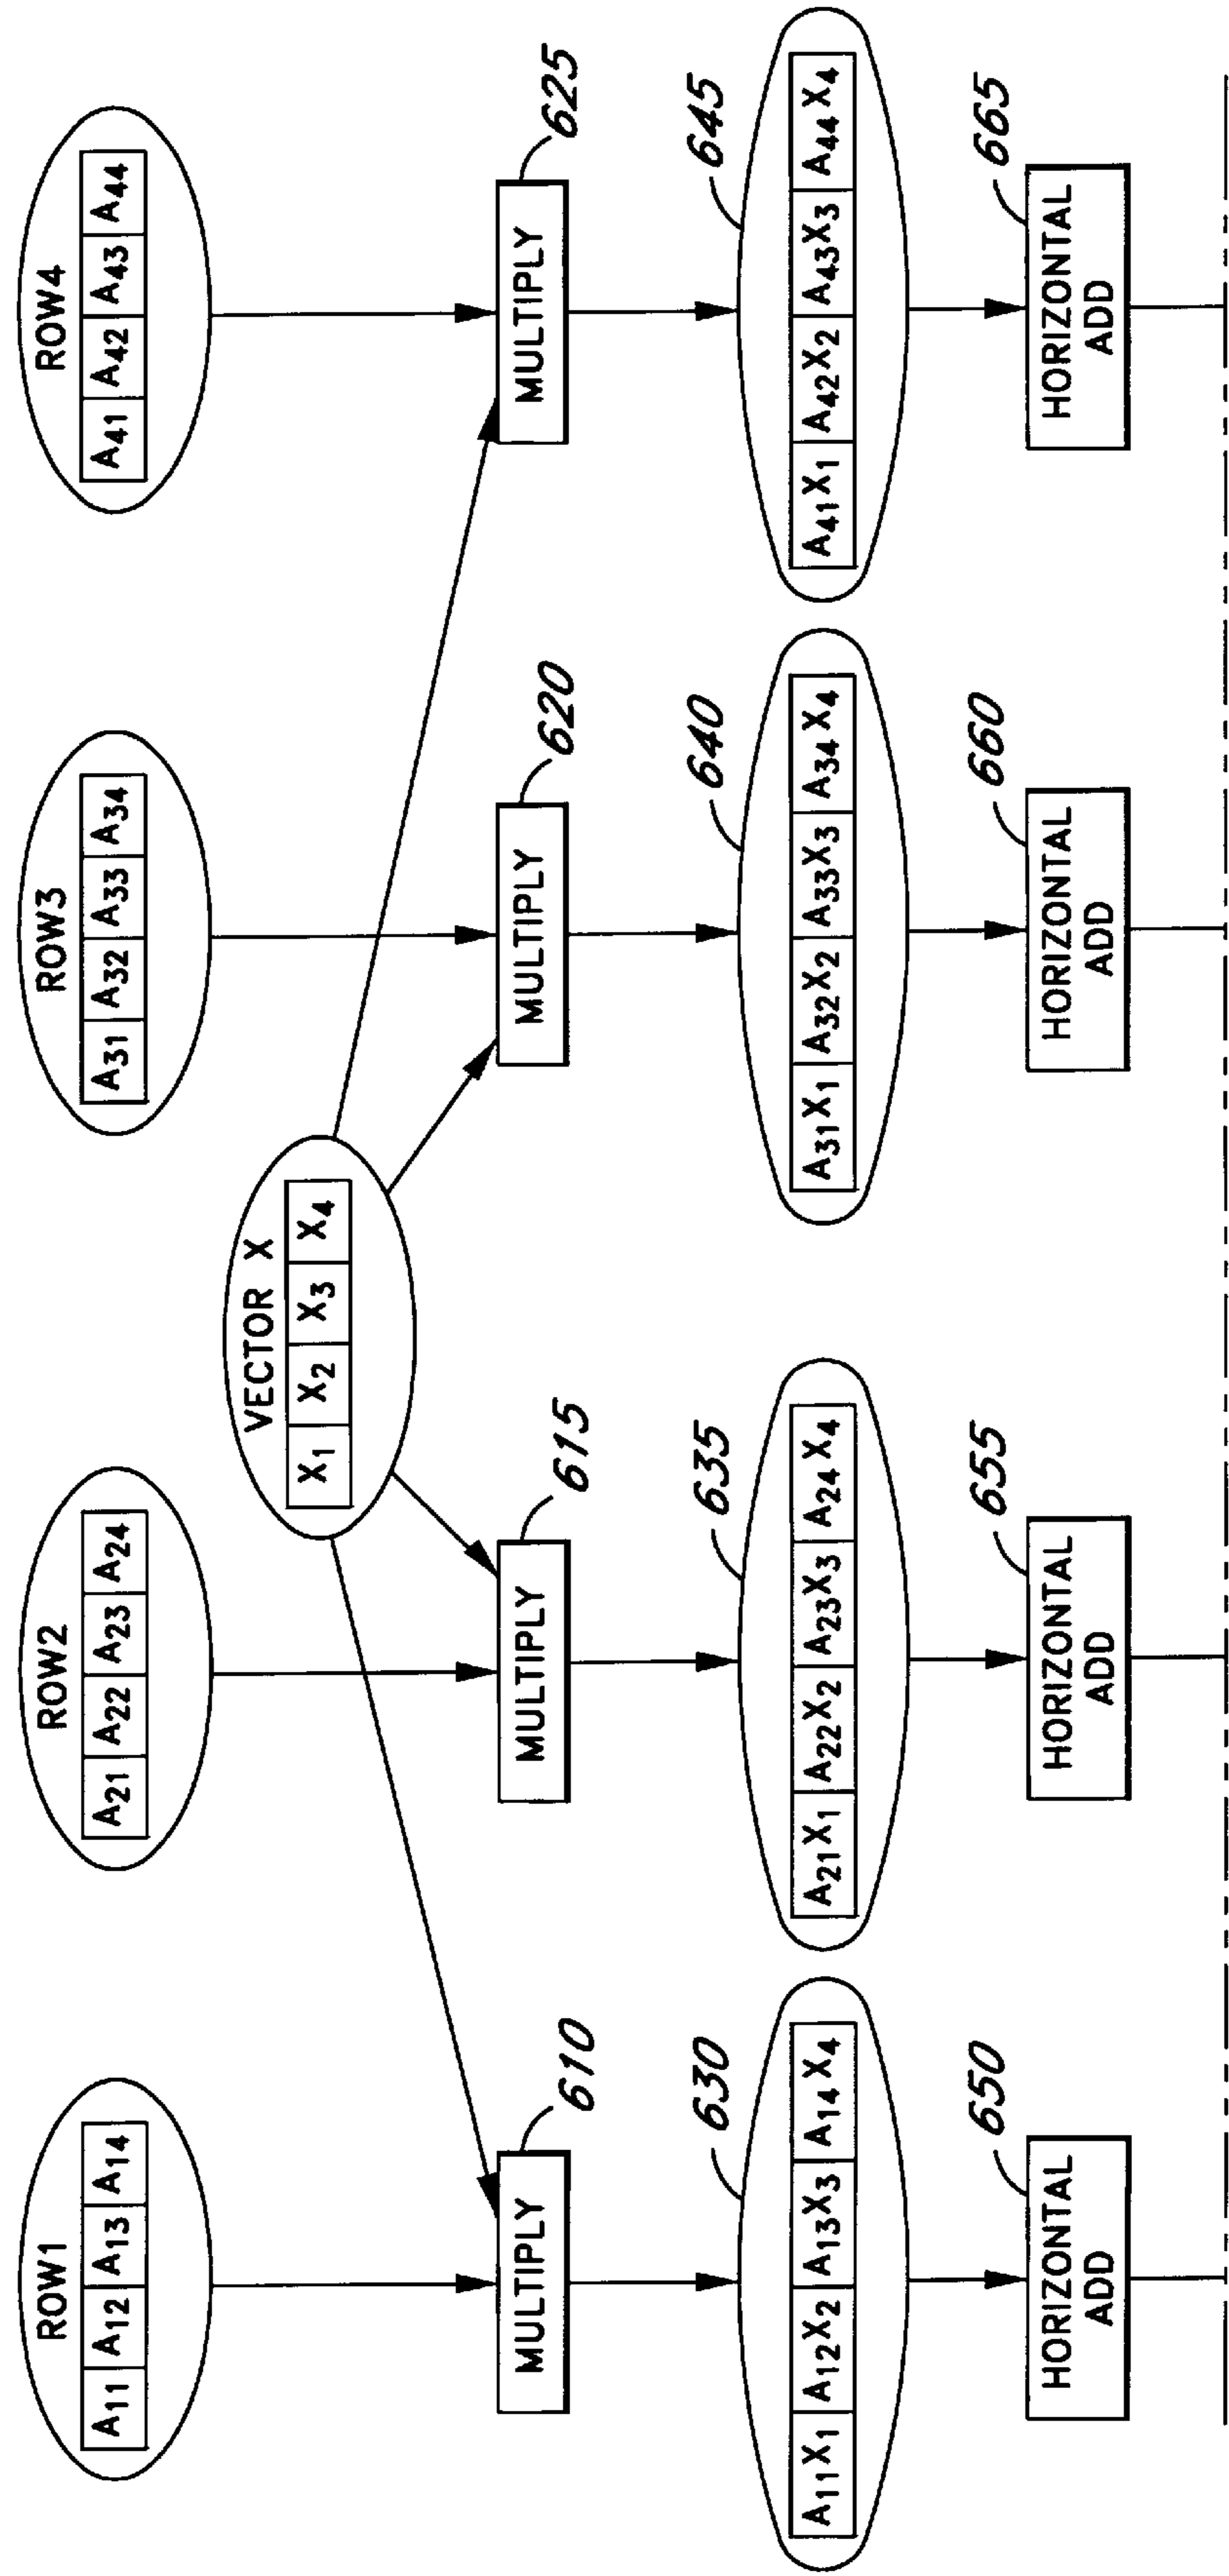 ROW1
A11 A12 A13 A14
ROW2
A21 A22 A23 A24
ROW3
A31 A32 A33 A34
ROW4
A41 A42 A43 A44
VECTOR X
X1 X2 X3 X4
MULTIPLY
610
MULTIPLY
615
MULTIPLY
620
MULTIPLY
625
630
A11X1 A12X2 A13X3 A14X4
635
A21X1 A22X2 A23X3 A24X4
640
A31X1 A32X2 A33X3 A34X4
645
A41X1 A42X2 A43X3 A44X4
HORIZONTAL
ADD
650
HORIZONTAL
ADD
655
HORIZONTAL
ADD
660
HORIZONTAL
ADD
665